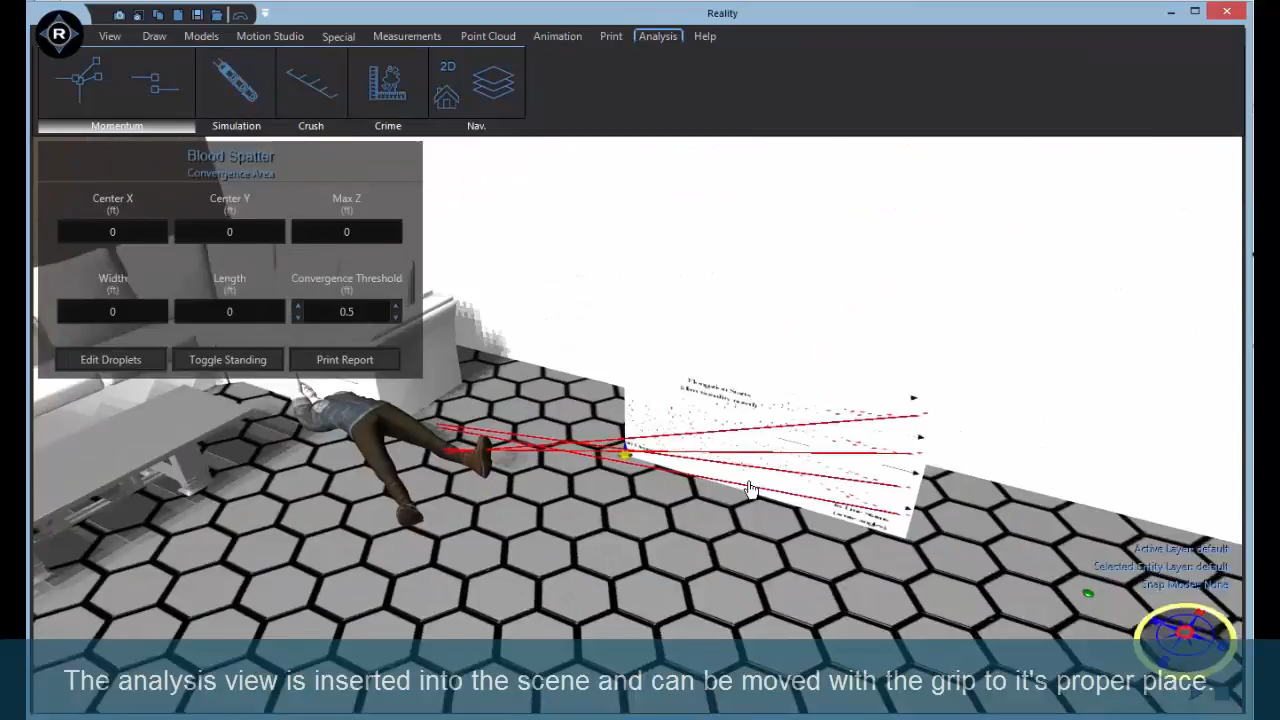 Reality
R
View Draw Models Motion Studio Special Measurements Point Cloud Animation Print Analysis Help
2D
Momentum Simulation Crush Crime Nav.
Blood Spatter
Convergence Area
Center X Center Y Max Z
(ft) (ft) (ft)
0 0 0
Width Length Convergence Threshold
(ft) (ft) (ft)
0 0 0.5
Edit Droplets Toggle Standing Print Report
Active Layer: default
Selected Entity Layer: default
Snap Mode: None
The analysis view is inserted into the scene and can be moved with the grip to it's proper place.